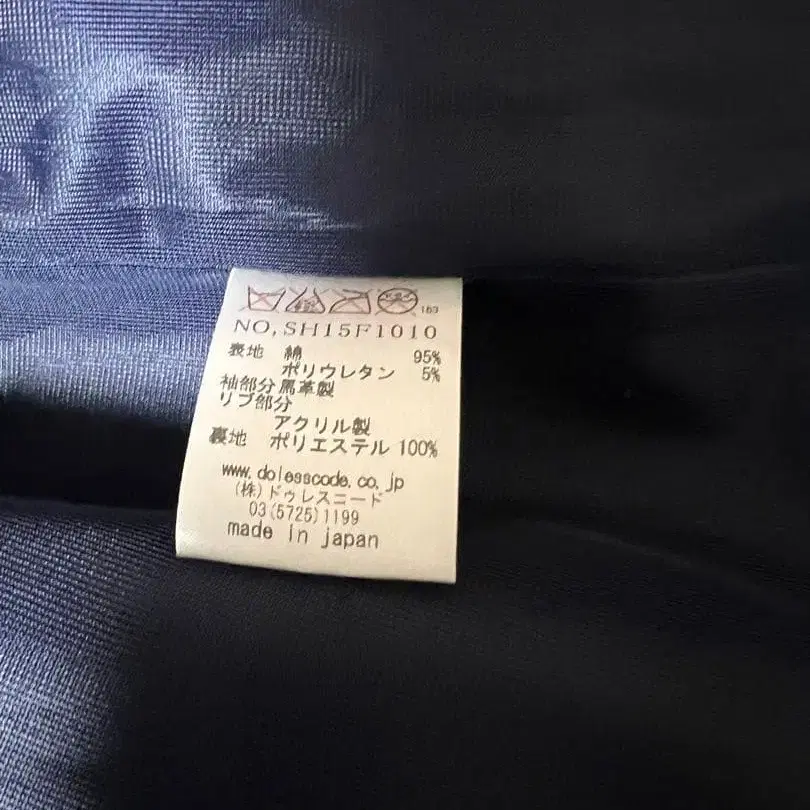 163
NO,SH15F1010
表地 綿 95%
ポリウレタン 5%
袖部分 馬革製
リブ部分
アクリル製
裏地 ポリエステル 100%
www.dolesscode.co.jp
(株)ドゥレスコード
03(5725)1199
made in japan